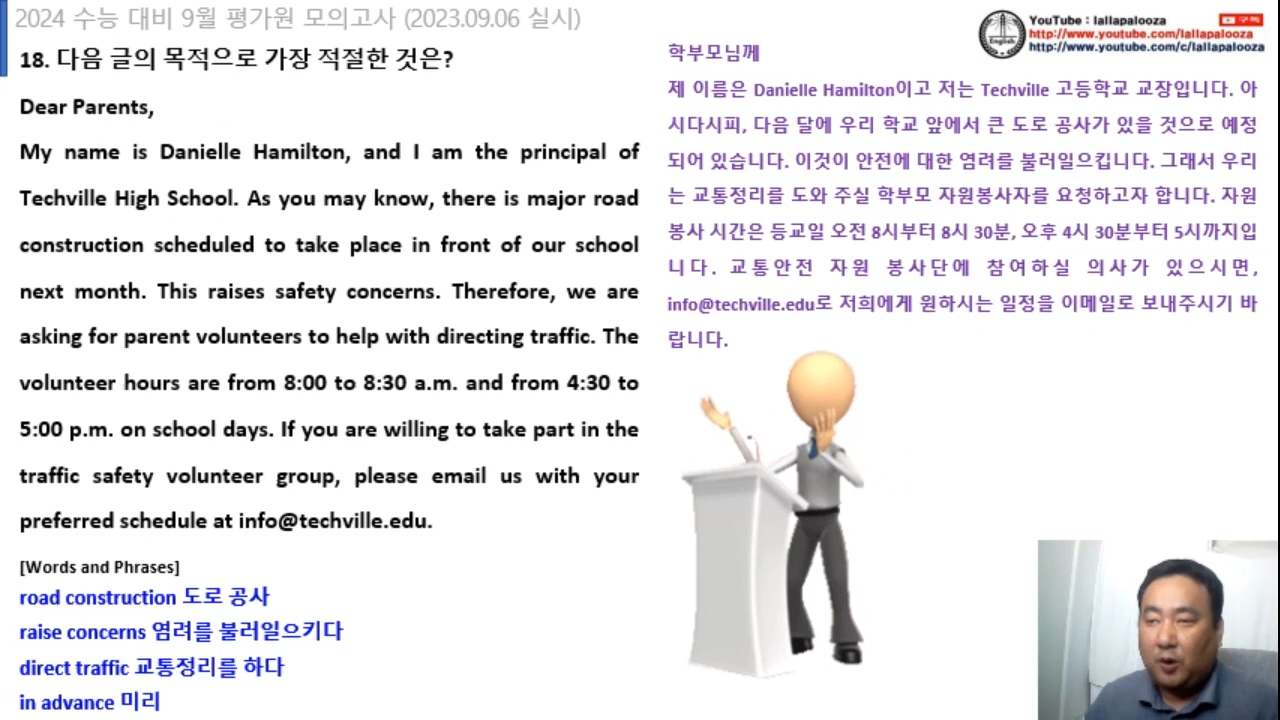 2024 수능 대비 9월 평가원 모의고사 (2023.09.06 실시)
18. 다음 글의 목적으로 가장 적절한 것은?
Dear Parents,
My name is Danielle Hamilton, and I am the principal of
Techville High School. As you may know, there is major road
construction scheduled to take place in front of our school
next month. This raises safety concerns. Therefore, we are
asking for parent volunteers to help with directing traffic. The
volunteer hours are from 8:00 to 8:30 a.m. and from 4:30 to
5:00 p.m. on school days. If you are willing to take part in the
traffic safety volunteer group, please email us with your
preferred schedule at info@techville.edu.
[Words and Phrases]
road construction 도로 공사
raise concerns 염려를 불러일으키다
direct traffic 교통정리를 하다
in advance 미리
학부모님께
제 이름은 Danielle Hamilton이고 저는 Techville 고등학교 교장입니다. 아
시다시피, 다음 달에 우리 학교 앞에서 큰 도로 공사가 있을 것으로 예정
되어 있습니다. 이것이 안전에 대한 염려를 불러일으킵니다. 그래서 우리
는 교통정리를 도와 주실 학부모 자원봉사자를 요청하고자 합니다. 자원
봉사 시간은 등교일 오전 8시부터 8시 30분, 오후 4시 30분부터 5시까지입
니다. 교통안전 자원 봉사단에 참여하실 의사가 있으시면,
info@techville.edu로 저희에게 원하시는 일정을 이메일로 보내주시기 바
랍니다.
English
YouTube : lallapalooza
구독
http://www.youtube.com/lallapalooza
http://www.youtube.com/c/lallapalooza